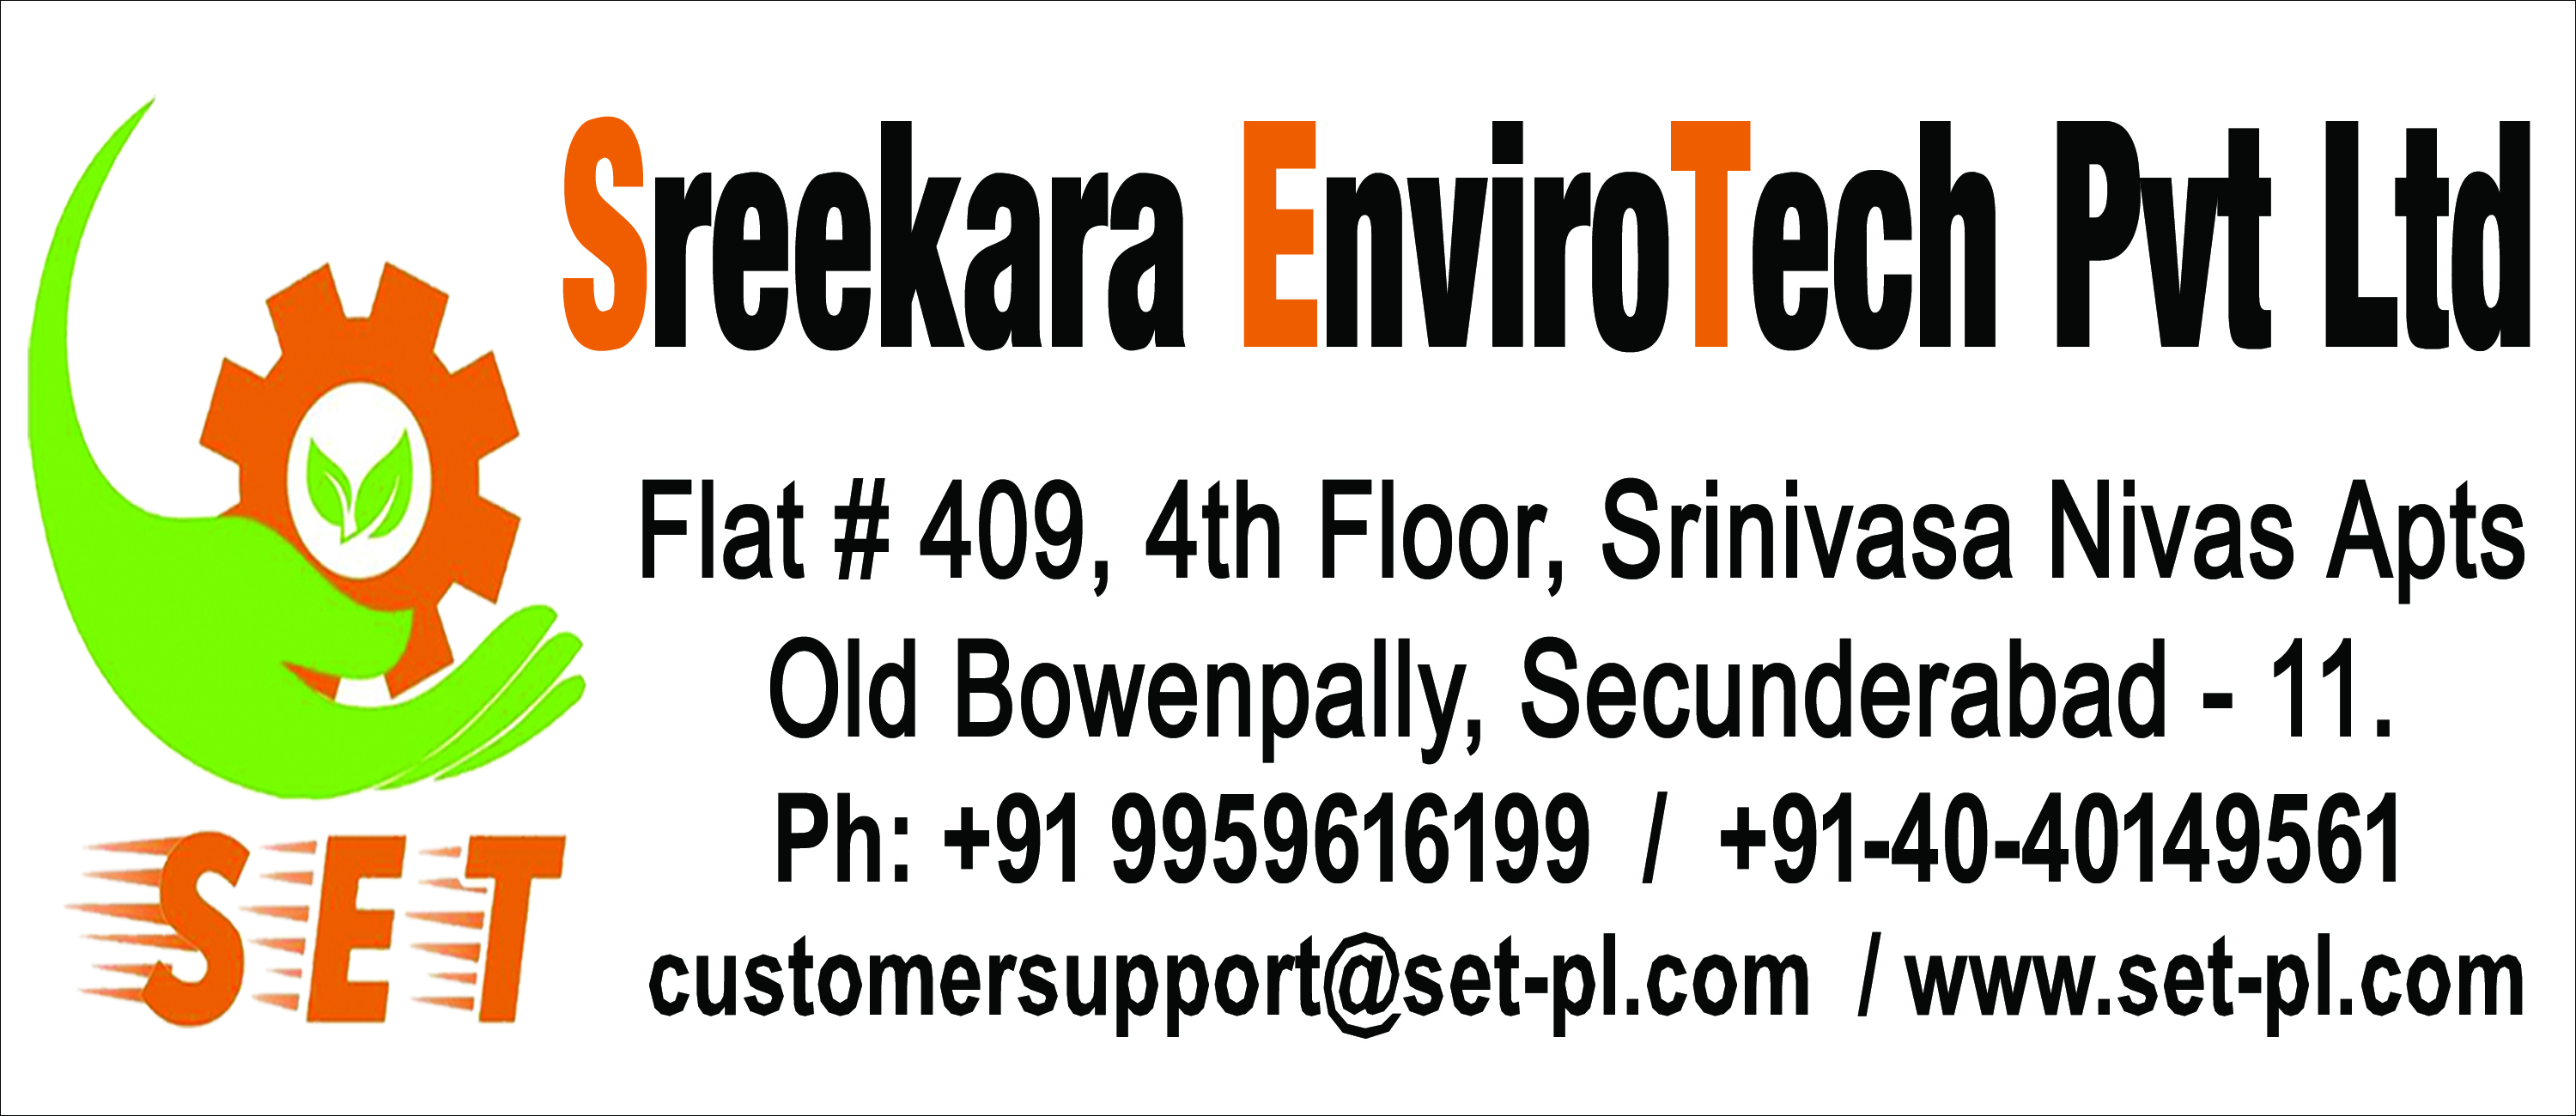 Sreekara EnviroTech Pvt Ltd
Flat # 409, 4th Floor, Srinivasa Nivas Apts
Old Bowenpally, Secunderabad - 11.
Ph: +91 9959616199 / +91-40-40149561
customersupport@set-pl.com / www.set-pl.com
SET